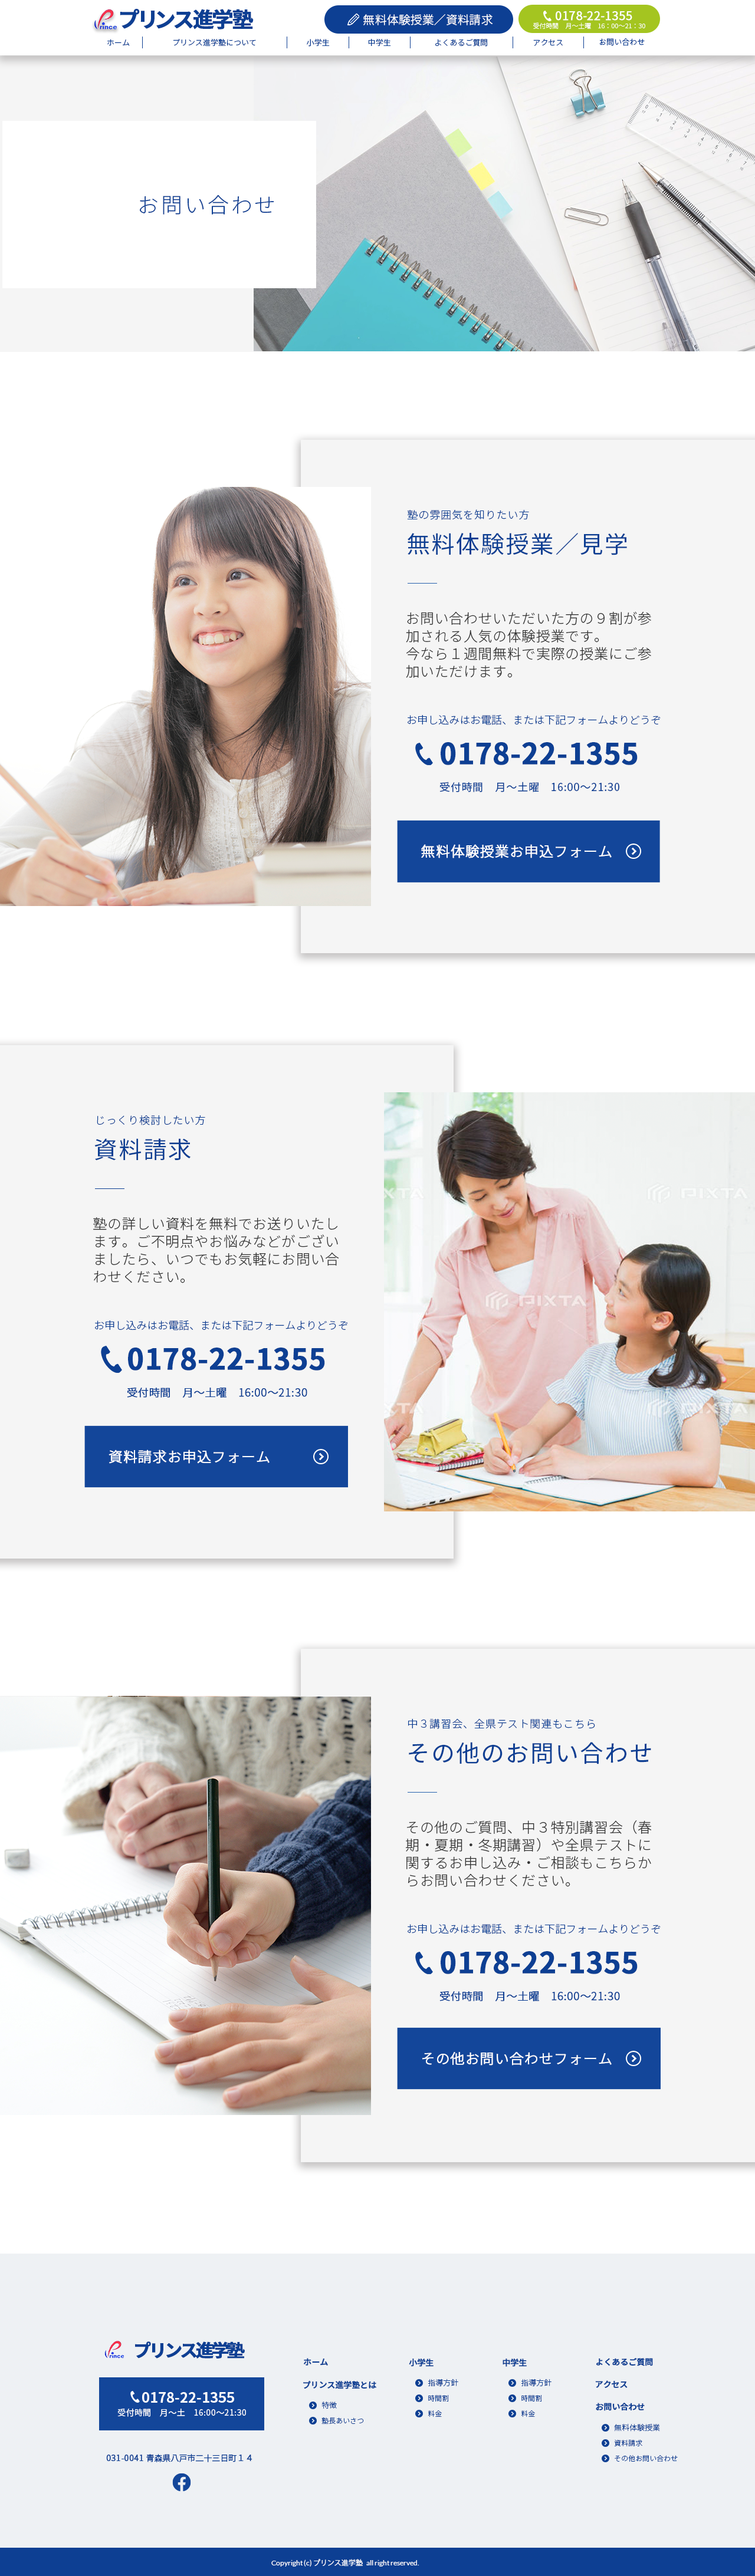 Prince プリンス進学塾
無料体験授業／資料請求
0178-22-1355
受付時間　月～土曜　16：00～21：30
ホーム
プリンス進学塾について
小学生
中学生
よくあるご質問
アクセス
お問い合わせ
お問い合わせ
塾の雰囲気を知りたい方
無料体験授業／見学
お問い合わせいただいた方の９割が参
加される人気の体験授業です。
今なら１週間無料で実際の授業にご参
加いただけます。
お申し込みはお電話、または下記フォームよりどうぞ
0178-22-1355
受付時間　月～土曜　16:00～21:30
無料体験授業お申込フォーム
じっくり検討したい方
資料請求
塾の詳しい資料を無料でお送りいたし
ます。ご不明点やお悩みなどがござい
ましたら、いつでもお気軽にお問い合
わせください。
お申し込みはお電話、または下記フォームよりどうぞ
0178-22-1355
受付時間　月～土曜　16:00～21:30
資料請求お申込フォーム
PIXTA
PIXTA
中３講習会、全県テスト関連もこちら
その他のお問い合わせ
その他のご質問、中３特別講習会（春
期・夏期・冬期講習）や全県テストに
関するお申し込み・ご相談もこちらか
らお問い合わせください。
お申し込みはお電話、または下記フォームよりどうぞ
0178-22-1355
受付時間　月～土曜　16:00～21:30
その他お問い合わせフォーム
Prince プリンス進学塾
0178-22-1355
受付時間　月～土　16:00～21:30
031-0041 青森県八戸市二十三日町１４
ホーム
プリンス進学塾とは
特徴
塾長あいさつ
小学生
指導方針
時間割
料金
中学生
指導方針
時間割
料金
よくあるご質問
アクセス
お問い合わせ
無料体験授業
資料請求
その他お問い合わせ
Copyright (c) プリンス進学塾 all right reserved.